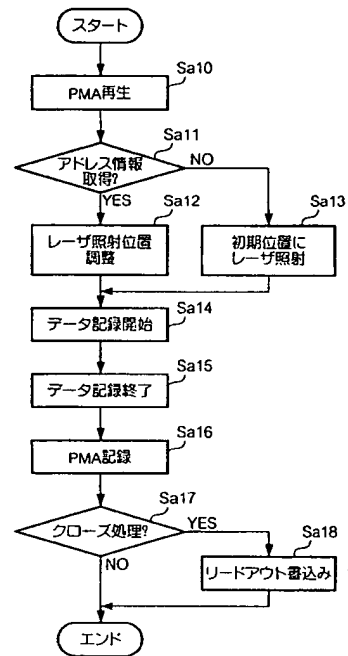 スタート
Sa10
PMA再生
Sa11
アドレス情報
取得?
NO
YES
Sa12
Sa13
レーザ照射位置
調整
初期位置に
レーザ照射
Sa14
データ記録開始
Sa15
データ記録終了
Sa16
PMA記録
Sa17
クローズ処理?
YES
Sa18
NO
リードアウト書込み
エンド